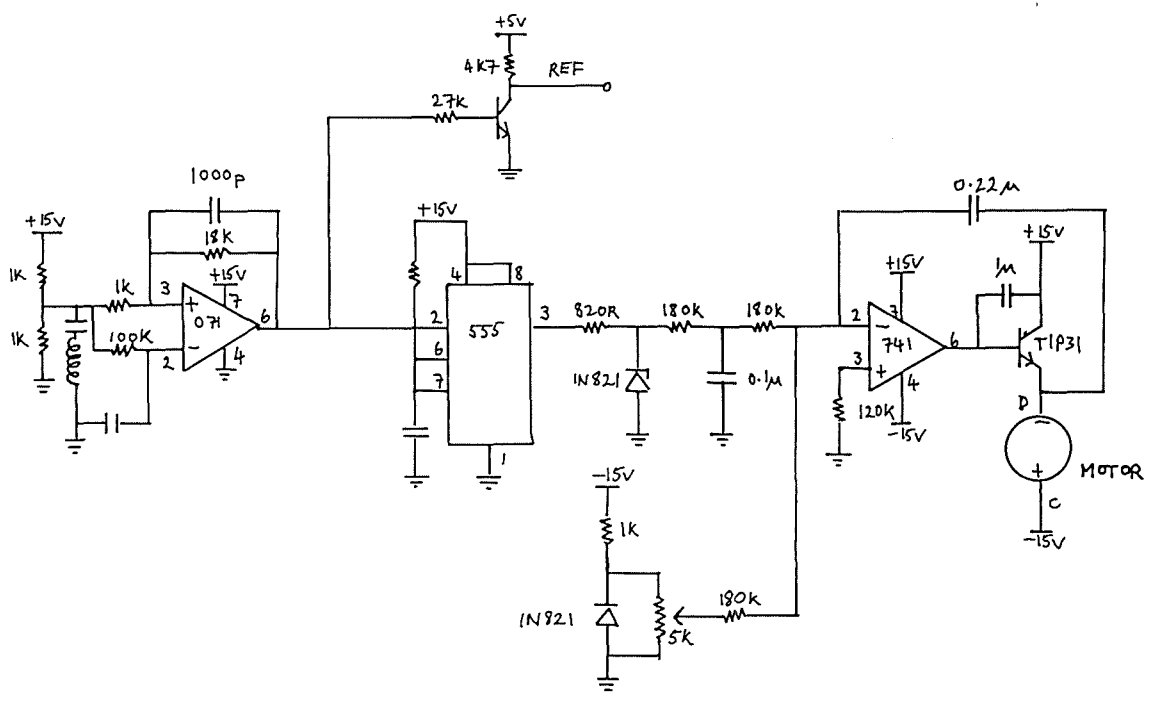 +5V
4K7
REF
27K
1000p
18K
+15V
+15V
1K
1K
1K
3
+
071
7
6
100K
2
−
4
+15V
4
8
2
6
7
555
3
1
820R
180K
180K
IN821
0.1μ
-15V
1K
IN821
5K
180K
0.22μ
+15V
+15V
1μ
2
−
7
741
6
3
+
4
120K
-15V
TIP31
D
−
+
MOTOR
C
-15V